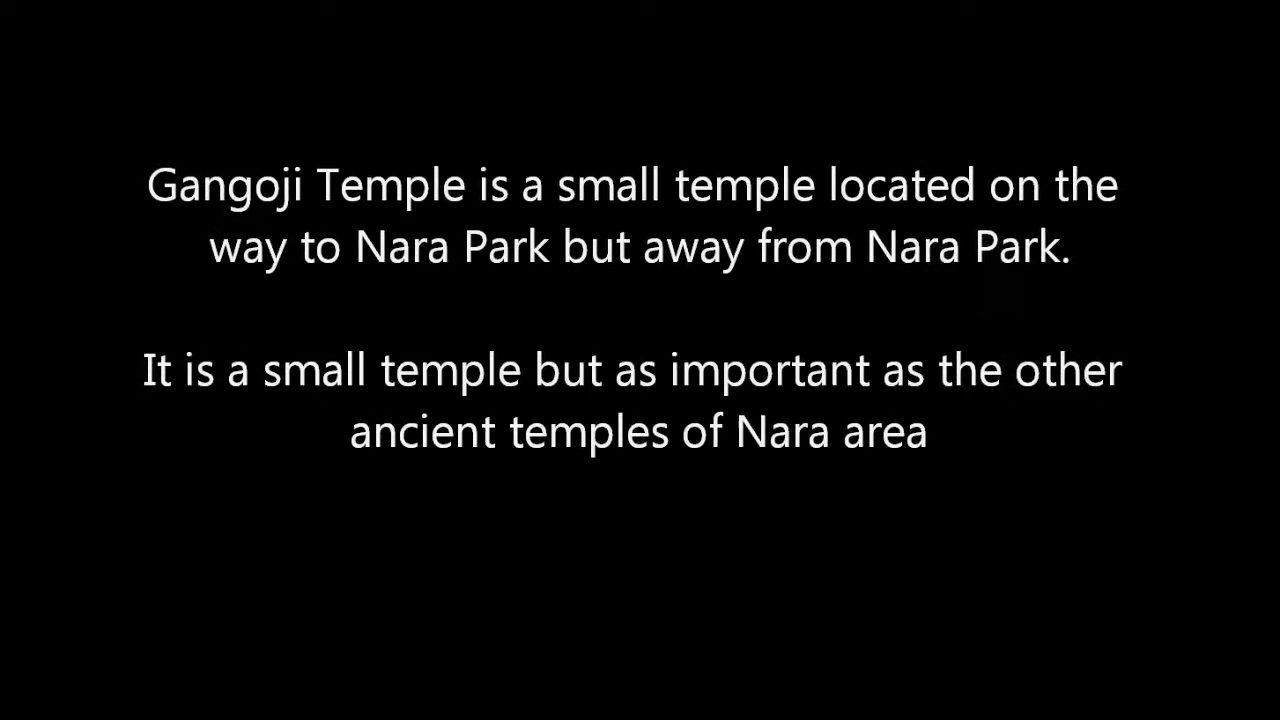 Gangoji Temple is a small temple located on the
way to Nara Park but away from Nara Park.
It is a small temple but as important as the other
ancient temples of Nara area